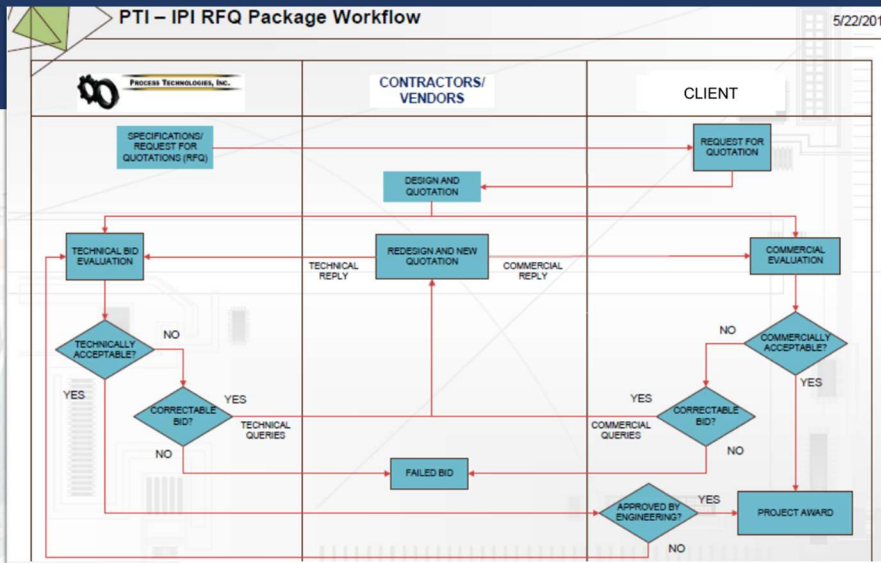 PTI – IPI RFQ Package Workflow
5/22/201
PROCESS TECHNOLOGIES, INC.
CONTRACTORS/
VENDORS
CLIENT
SPECIFICATIONS/
REQUEST FOR
QUOTATIONS (RFQ)
REQUEST FOR
QUOTATION
DESIGN AND
QUOTATION
TECHNICAL BID
EVALUATION
REDESIGN AND NEW
QUOTATION
COMMERCIAL
EVALUATION
TECHNICAL
REPLY
COMMERCIAL
REPLY
TECHNICALLY
ACCEPTABLE?
NO
NO
COMMERCIALLY
ACCEPTABLE?
YES
YES
CORRECTABLE
BID?
YES
TECHNICAL
QUERIES
YES
COMMERCIAL
QUERIES
CORRECTABLE
BID?
NO
NO
FAILED BID
APPROVED BY
ENGINEERING?
YES
PROJECT AWARD
NO